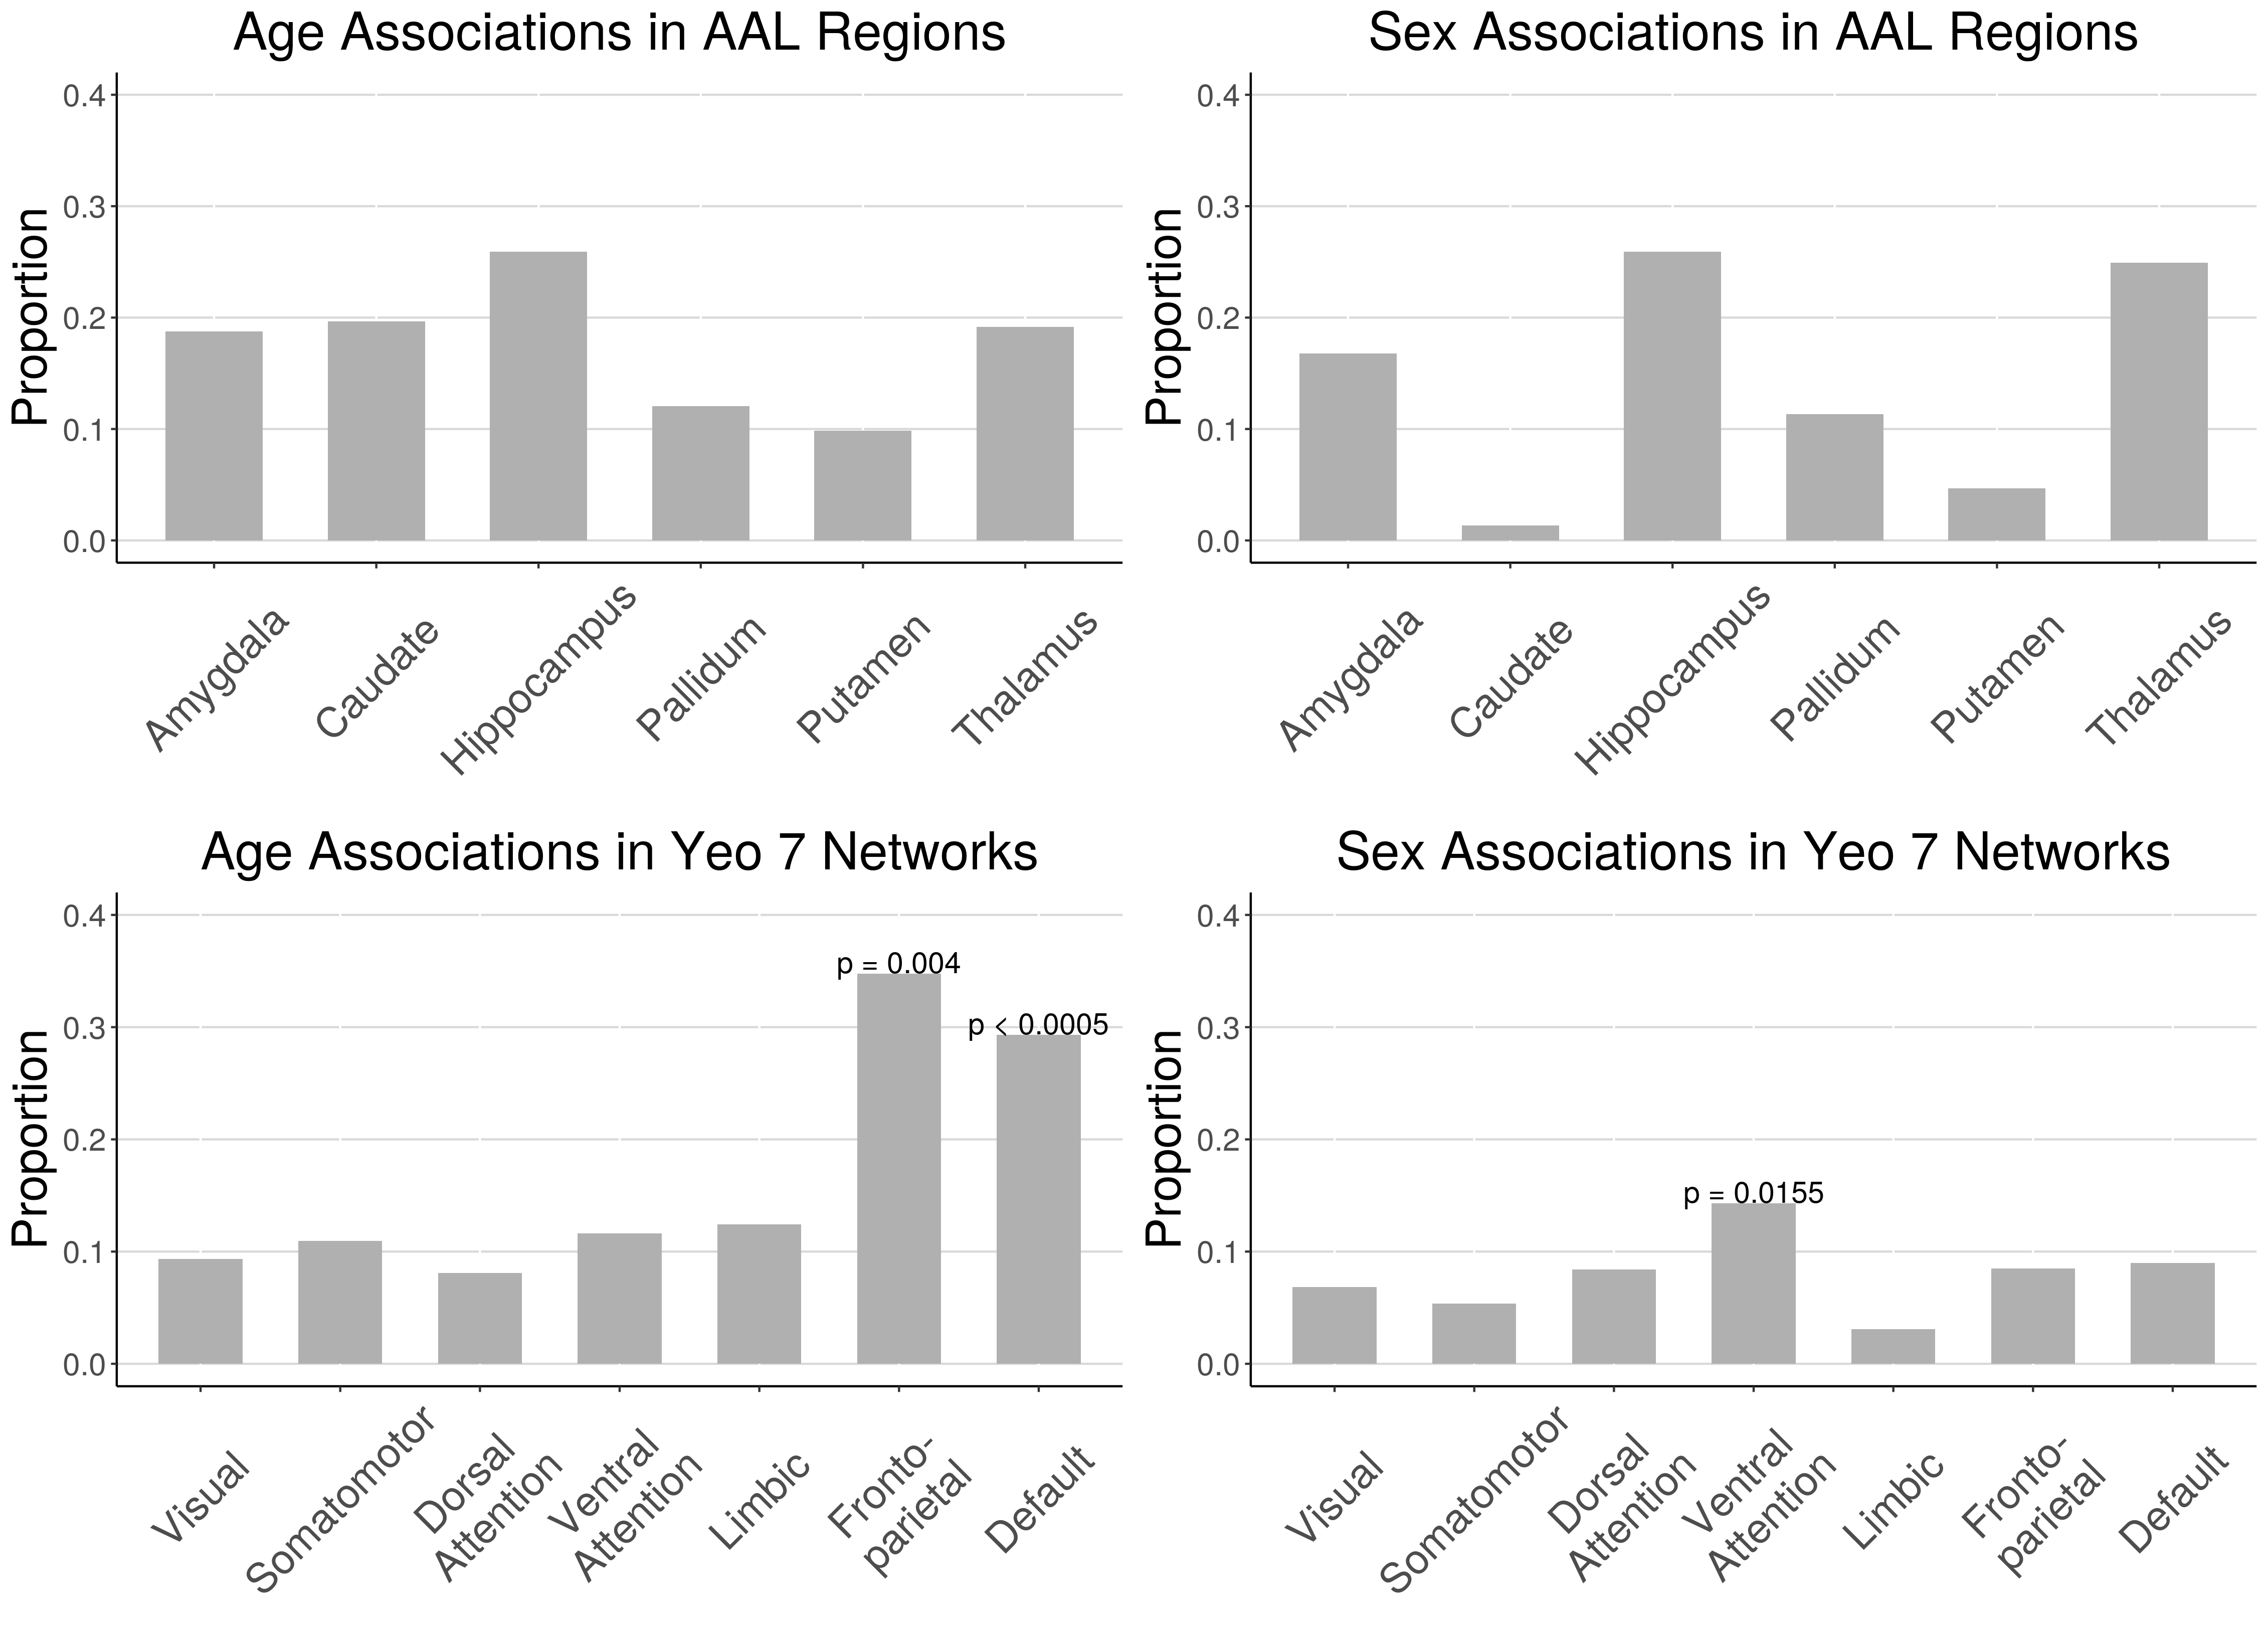 Age Associations in AAL Regions
Proportion
0.4
0.3
0.2
0.1
0.0
Amygdala
Caudate
Hippocampus
Pallidum
Putamen
Thalamus
Sex Associations in AAL Regions
Proportion
0.4
0.3
0.2
0.1
0.0
Amygdala
Caudate
Hippocampus
Pallidum
Putamen
Thalamus
Age Associations in Yeo 7 Networks
Proportion
0.4
0.3
0.2
0.1
0.0
p = 0.004
p < 0.0005
Visual
Somatomotor
Dorsal
Attention
Ventral
Attention
Limbic
Fronto-
parietal
Default
Sex Associations in Yeo 7 Networks
Proportion
0.4
0.3
0.2
0.1
0.0
p = 0.0155
Visual
Somatomotor
Dorsal
Attention
Ventral
Attention
Limbic
Fronto-
parietal
Default